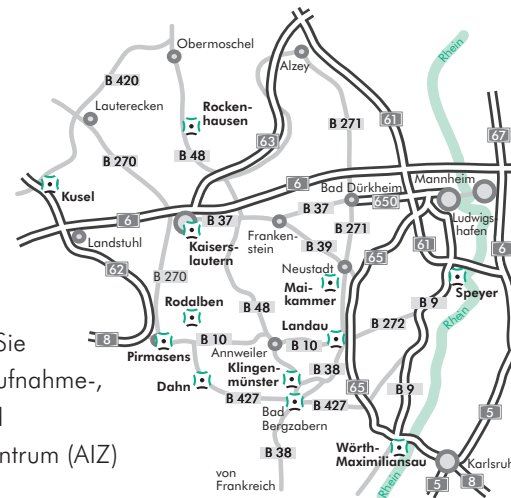 Obermoschel
Alzey
Rhein
B 420
Lauterecken
Rocken-
hausen
B 271
61
67
63
B 270
B 48
Kusel
6
Mannheim
Bad Dürkheim
650
6
B 37
B 37
Ludwigs-
hafen
Landstuhl
Kaisers-
lautern
Franken-
stein
B 271
B 39
65
61
6
62
B 270
Neustadt
Mai-
kammer
Speyer
Rodalben
B 48
Landau
B 9
Rhein
B 272
8
B 10
Annweiler
B 10
Pirmasens
Klingen-
münster
B 38
Dahn
B 427
65
B 9
Bad
Bergzabern
B 427
5
B 38
Wörth-
Maximiliansau
Karlsruh
von
Frankreich
Rhein
5
8
Sie
ufnahme-,
ntrum (AIZ)